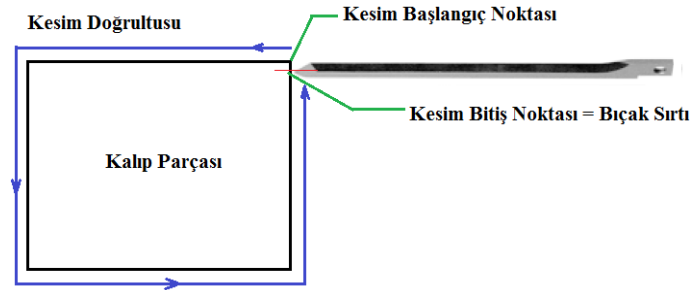 Kesim Doğrultusu
Kesim Başlangıç Noktası
Kesim Bitiş Noktası = Bıçak Sırtı
Kalıp Parçası